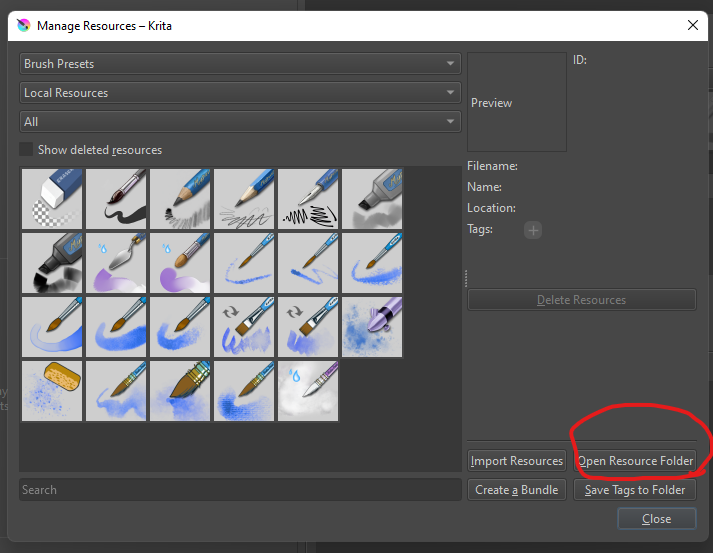 Manage Resources – Krita
Brush Presets
Local Resources
All
Show deleted resources
Preview
ID:
Filename:
Name:
Location:
Tags:
Delete Resources
Import Resources
Open Resource Folder
Search
Create a Bundle
Save Tags to Folder
Close